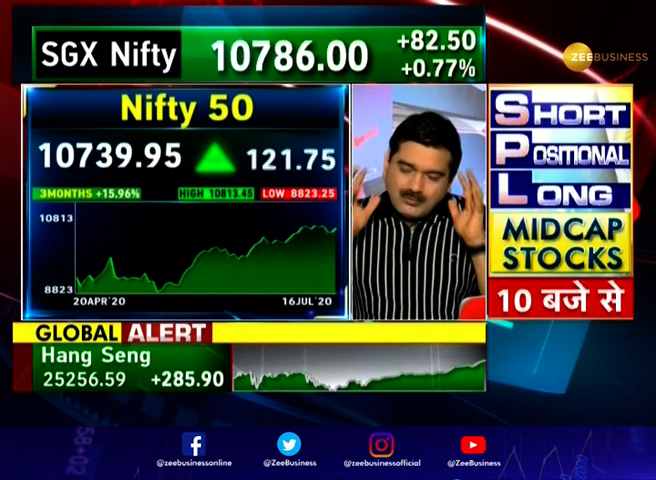 SGX Nifty 10786.00 +82.50
+0.77%
ZEEBUSINESS
Nifty 50
10739.95 121.75
3MONTHS +15.96% HIGH 10813.45 LOW 8823.25
10813
8823
20APR'20 16JUL'20
SHORT
POSITIONAL
LONG
MIDCAP
STOCKS
10 बजे से
GLOBAL ALERT
Hang Seng
25256.59 +285.90
@zeebusinessonline @ZeeBusiness @zeebusinessofficial @ZeeBusiness